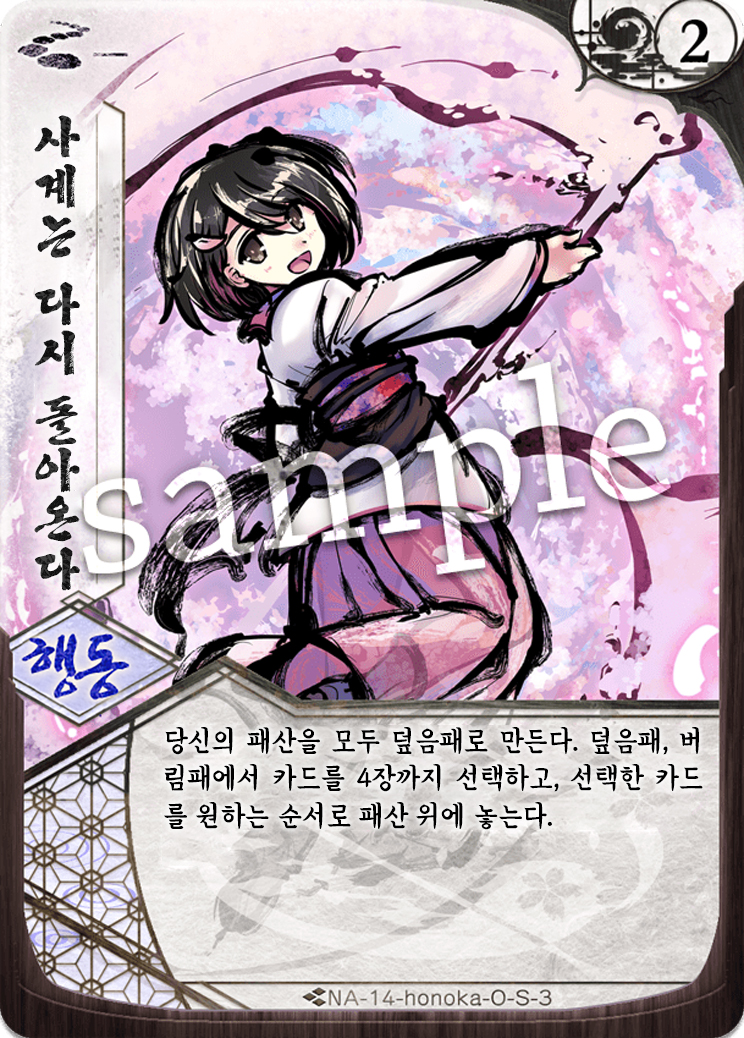 2
사계는 다시 돌아온다
sample
행동
당신의 패산을 모두 덮음패로 만든다. 덮음패, 버
림패에서 카드를 4장까지 선택하고, 선택한 카드
를 원하는 순서로 패산 위에 놓는다.
NA-14-honoka-O-S-3